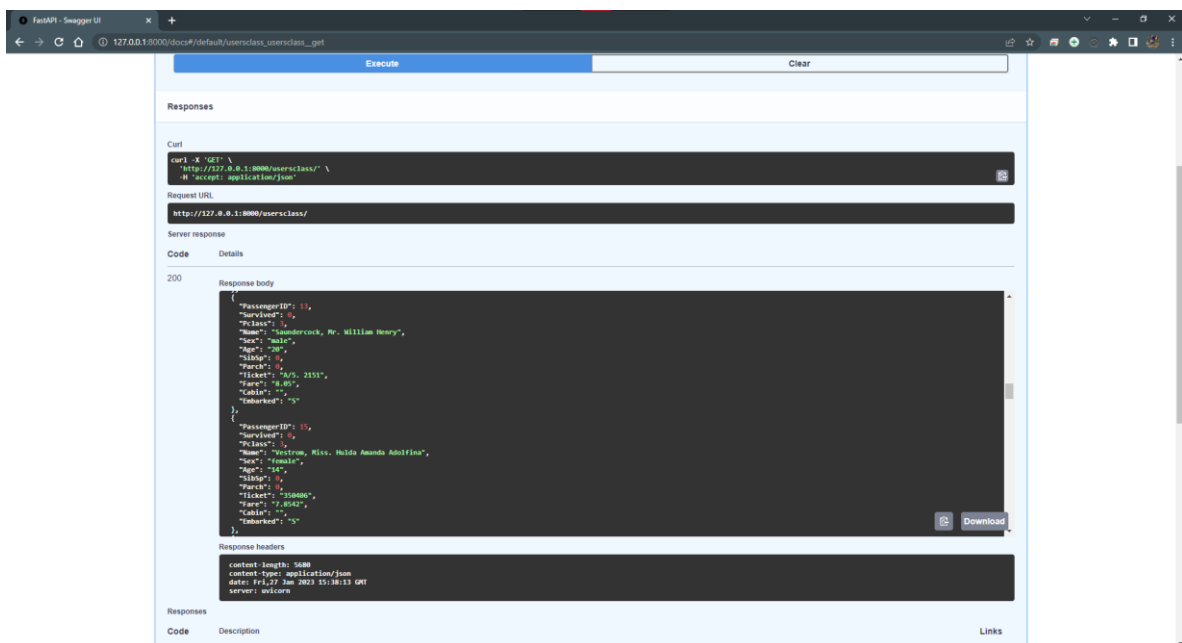 FastAPI - Swagger UI
127.0.0.1:8000/docs#/default/usersclass_usersclass__get
Execute
Clear
Responses
Curl
curl -X 'GET' \
'http://127.0.0.1:8000/usersclass/' \
-H 'accept: application/json'
Request URL
http://127.0.0.1:8000/usersclass/
Server response
Code Details
200
Response body
{
"PassengerID": 13,
"Survived": 0,
"Pclass": 3,
"Name": "Saundercock, Mr. William Henry",
"Sex": "male",
"Age": "20",
"SibSp": 0,
"Parch": 0,
"Ticket": "A/5. 2151",
"Fare": "8.05",
"Cabin": "",
"Embarked": "S"
},
{
"PassengerID": 15,
"Survived": 0,
"Pclass": 3,
"Name": "Vestrom, Miss. Hulda Amanda Adolfina",
"Sex": "female",
"Age": "14",
"SibSp": 0,
"Parch": 0,
"Ticket": "350406",
"Fare": "7.8542",
"Cabin": "",
"Embarked": "S"
},
Download
Response headers
content-length: 5680
content-type: application/json
date: Fri,27 Jan 2023 15:38:13 GMT
server: uvicorn
Responses
Code Description Links